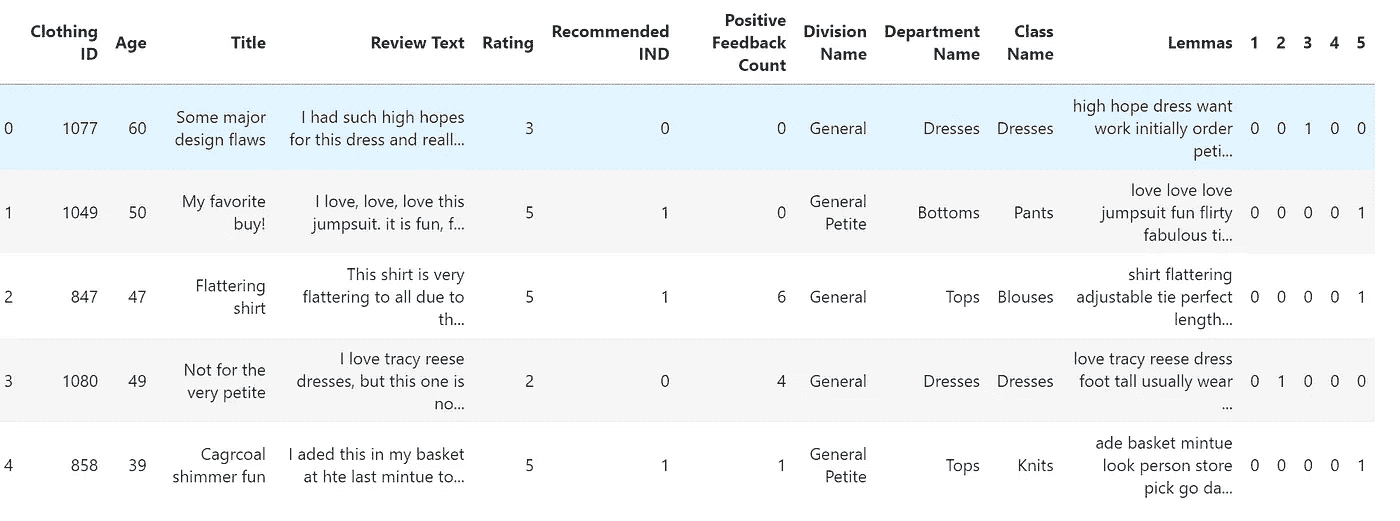 Clothing ID Age Title Review Text Rating Recommended IND Positive Feedback Count Division Name Department Name Class Name Lemmas 1 2 3 4 5
0 1077 60 Some major design flaws I had such high hopes for this dress and reall... 3 0 0 General Dresses Dresses high hope dress want work initially order peti... 0 0 1 0 0
1 1049 50 My favorite buy! I love, love, love this jumpsuit. it is fun, f... 5 1 0 General Petite Bottoms Pants love love love jumpsuit fun flirty fabulous ti... 0 0 0 0 1
2 847 47 Flattering shirt This shirt is very flattering to all due to th... 5 1 6 General Tops Blouses shirt flattering adjustable tie perfect length... 0 0 0 0 1
3 1080 49 Not for the very petite I love tracy reese dresses, but this one is no... 2 0 4 General Dresses Dresses love tracy reese dress foot tall usually wear ... 0 1 0 0 0
4 858 39 Cagrcoal shimmer fun I aded this in my basket at hte last mintue to... 5 1 1 General Petite Tops Knits ade basket mintue look person store pick go da... 0 0 0 0 1